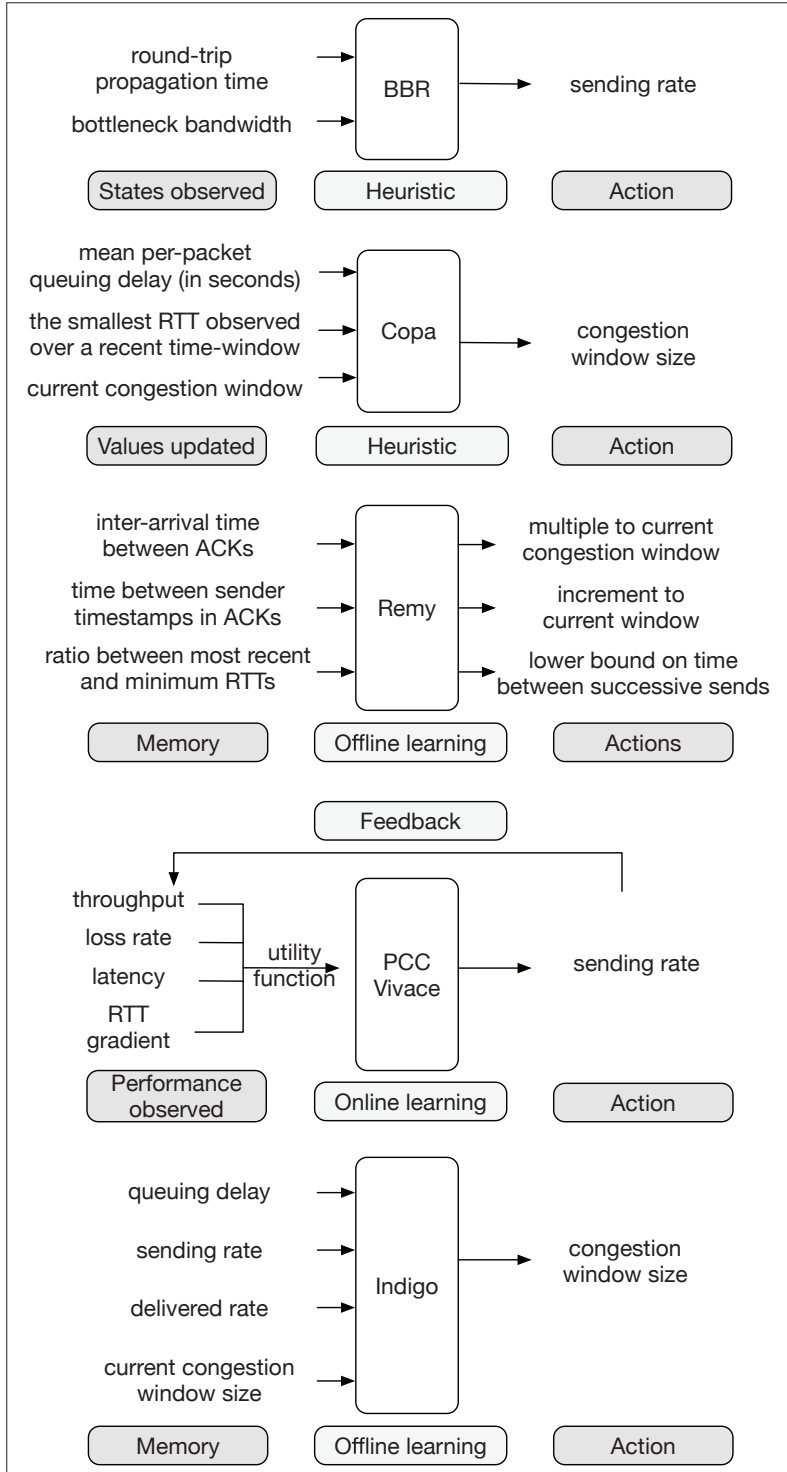 round-trip
propagation time
bottleneck bandwidth
BBR
sending rate
States observed
Heuristic
Action
mean per-packet
queuing delay (in seconds)
the smallest RTT observed
over a recent time-window
current congestion window
Copa
congestion
window size
Values updated
Heuristic
Action
inter-arrival time
between ACKs
time between sender
timestamps in ACKs
ratio between most recent
and minimum RTTs
Remy
multiple to current
congestion window
increment to
current window
lower bound on time
between successive sends
Memory
Offline learning
Actions
Feedback
throughput
loss rate
latency
RTT
gradient
utility
function
PCC
Vivace
sending rate
Performance
observed
Online learning
Action
queuing delay
sending rate
delivered rate
current congestion
window size
Indigo
congestion
window size
Memory
Offline learning
Action